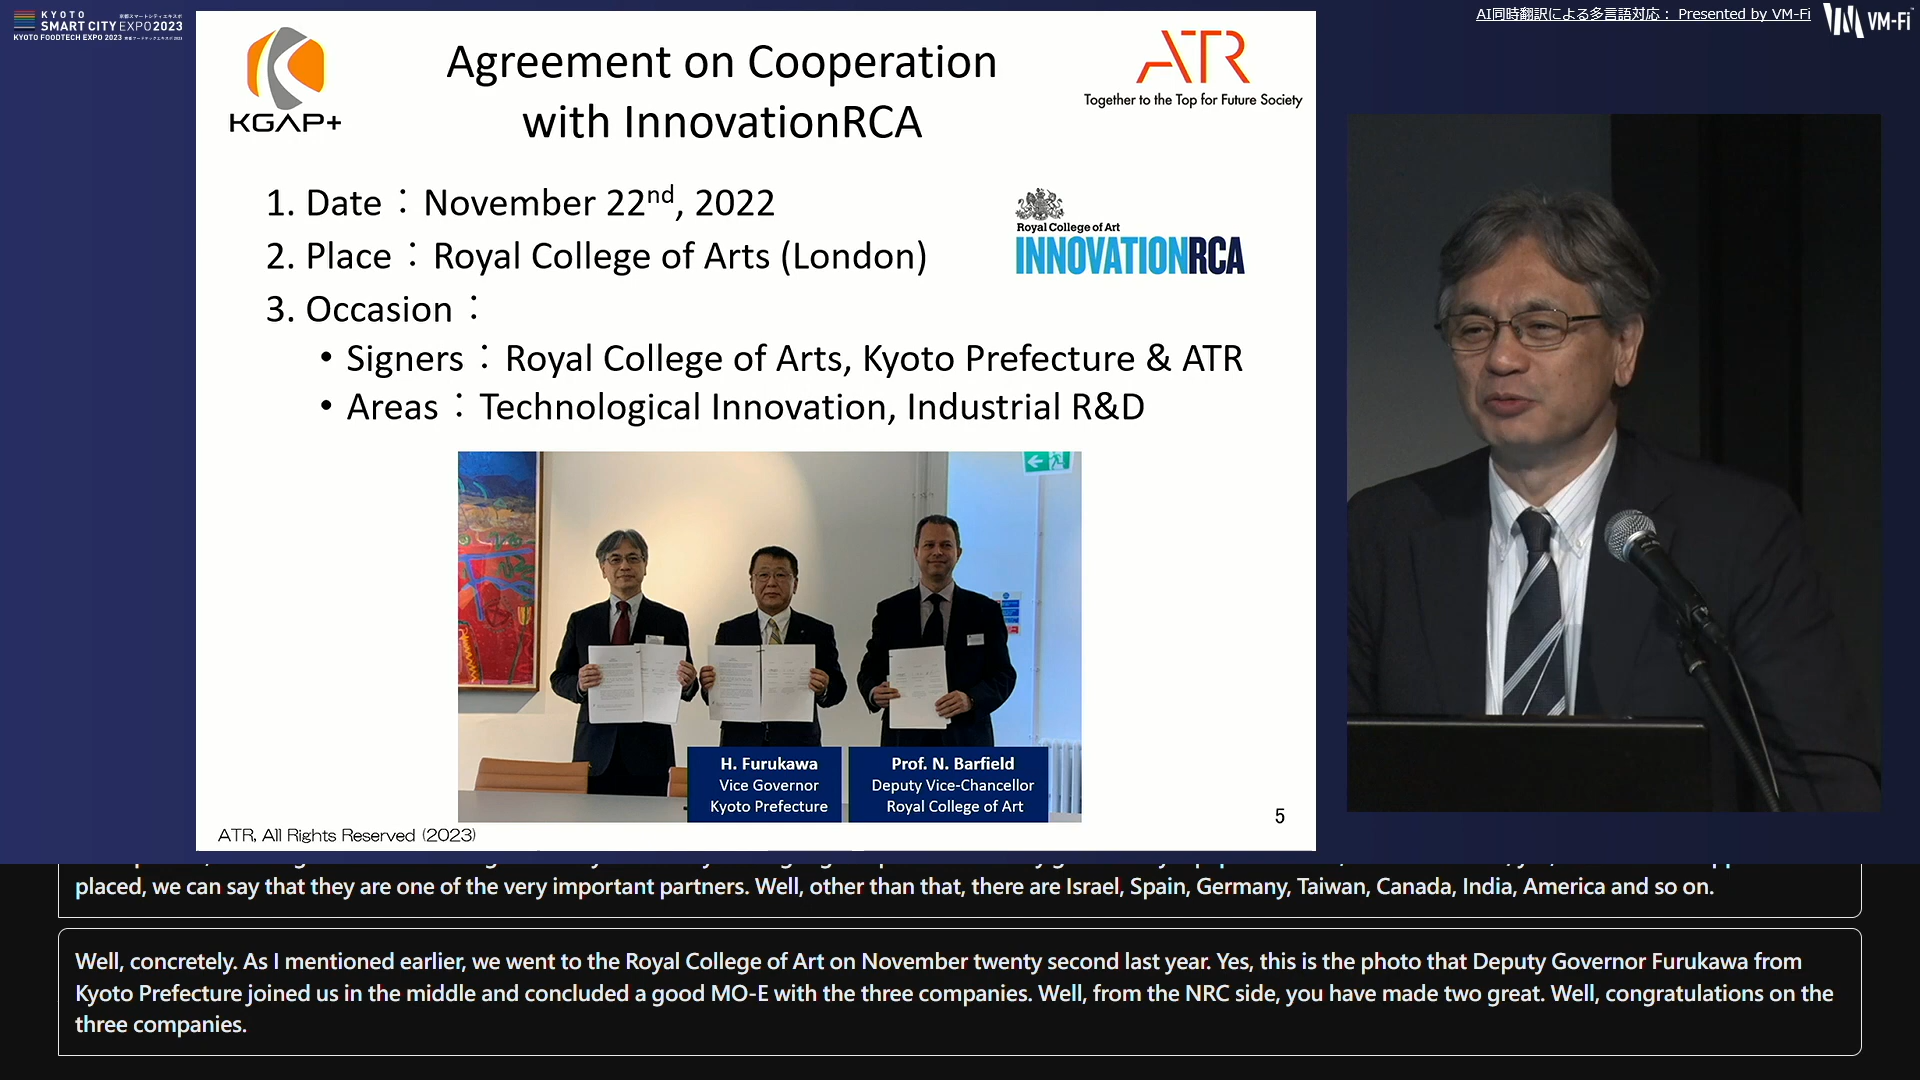 KYOTO
SMART CITY EXPO2023
KYOTO FOODTECH EXPO 2023
AI同時翻訳による多言語対応： Presented by VM-Fi
VM-Fi
KGAP+
Agreement on Cooperation
with InnovationRCA
ATR
Together to the Top for Future Society
1. Date：November 22nd, 2022
2. Place：Royal College of Arts (London)
3. Occasion：
• Signers：Royal College of Arts, Kyoto Prefecture & ATR
• Areas：Technological Innovation, Industrial R&D
Royal College of Art
INNOVATIONRCA
H. Furukawa
Vice Governor
Kyoto Prefecture
Prof. N. Barfield
Deputy Vice-Chancellor
Royal College of Art
ATR, All Rights Reserved (2023)
5
placed, we can say that they are one of the very important partners. Well, other than that, there are Israel, Spain, Germany, Taiwan, Canada, India, America and so on.
Well, concretely. As I mentioned earlier, we went to the Royal College of Art on November twenty second last year. Yes, this is the photo that Deputy Governor Furukawa from
Kyoto Prefecture joined us in the middle and concluded a good MO-E with the three companies. Well, from the NRC side, you have made two great. Well, congratulations on the
three companies.